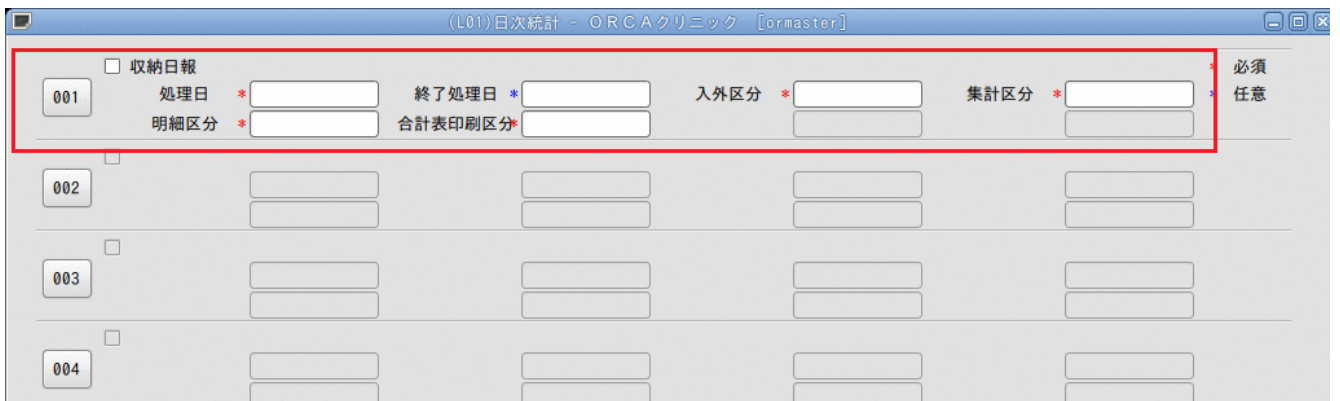 (L01)日次統計 - ORCAクリニック [ormaster]
収納日報
* 必須
001 処理日 * 終了処理日 * 入外区分 * 集計区分 * * 任意
明細区分 * 合計表印刷区分*
002
003
004